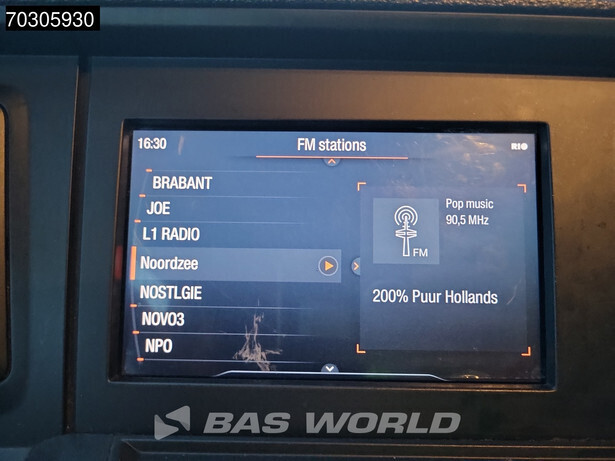 70305930
16:30
FM stations
RIO
BRABANT
JOE
L1 RADIO
Noordzee
NOSTLGIE
NOVO3
NPO
Pop music
90,5 MHz
FM
200% Puur Hollands
BAS WORLD